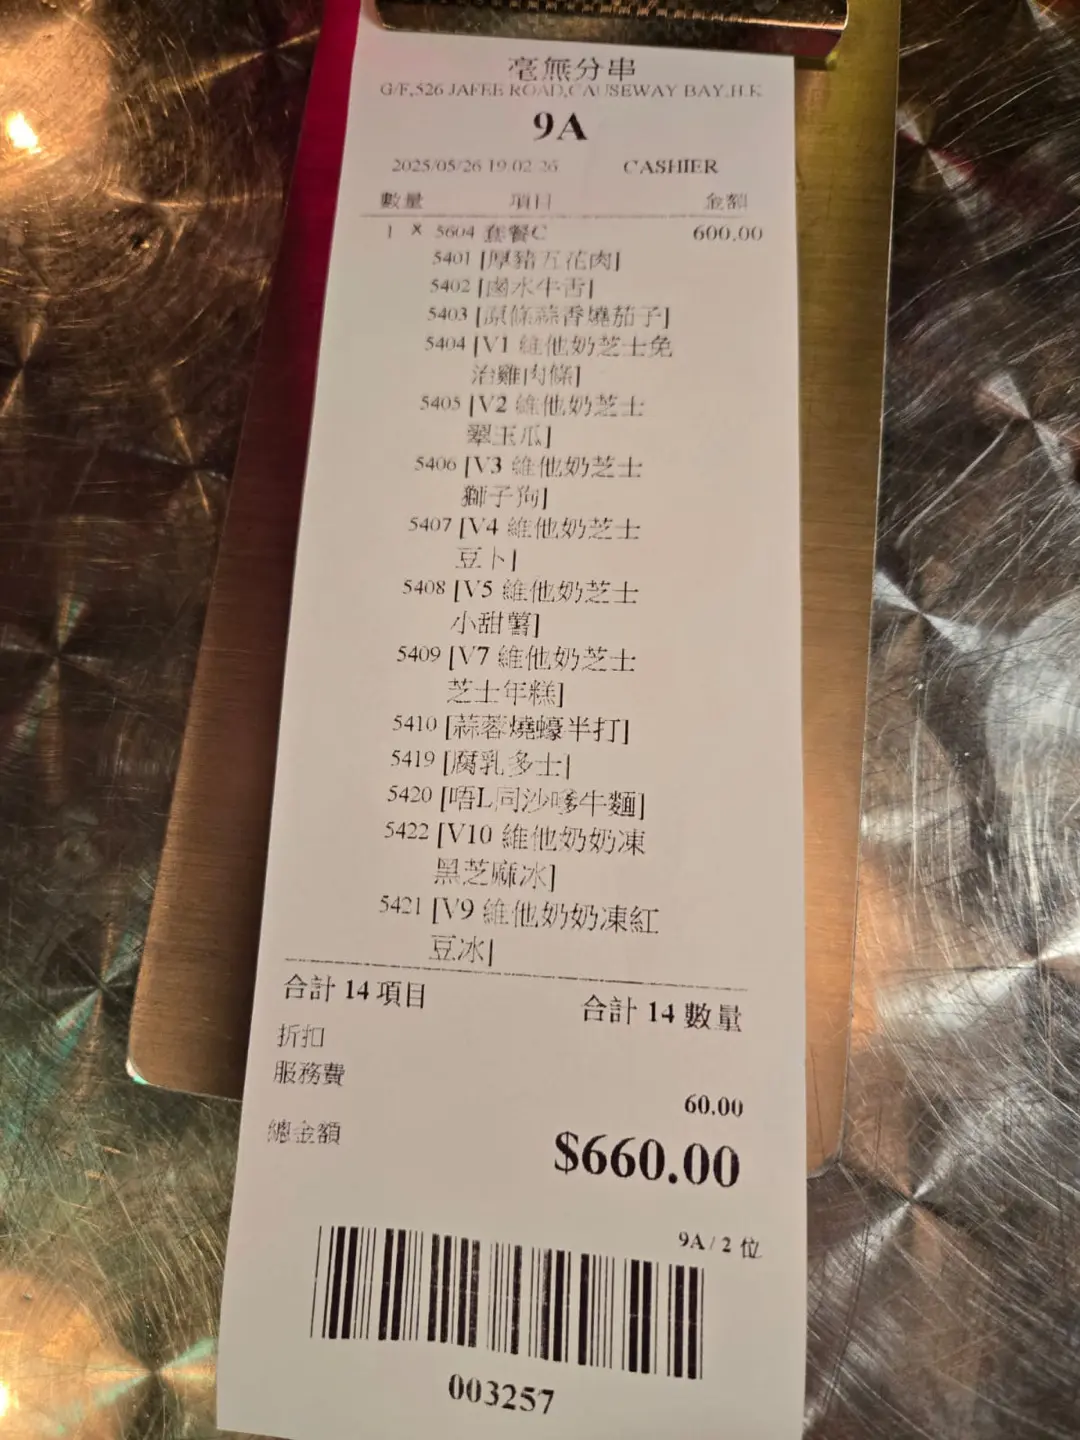 毫無分串
G/F,526 JAFFE ROAD,CAUSEWAY BAY,H.K
9A
2025/05/26 19:02:26 CASHIER
數量 項目 金額
1 × 5604 套餐C 600.00
5401 [厚豬五花肉]
5402 [鹵水牛舌]
5403 [原條蒜香燒茄子]
5404 [V1 維他奶芝士免
治雞肉條]
5405 [V2 維他奶芝士
翠玉瓜]
5406 [V3 維他奶芝士
獅子狗]
5407 [V4 維他奶芝士
豆卜]
5408 [V5 維他奶芝士
小甜薯]
5409 [V7 維他奶芝士
芝士年糕]
5410 [蒜蓉燒蠔半打]
5419 [腐乳多士]
5420 [唔L同沙嗲牛麵]
5422 [V10 維他奶奶凍
黑芝麻冰]
5421 [V9 維他奶奶凍紅
豆冰]
合計 14 項目 合計 14 數量
折扣
服務費 60.00
總金額 $660.00
9A / 2 位
003257